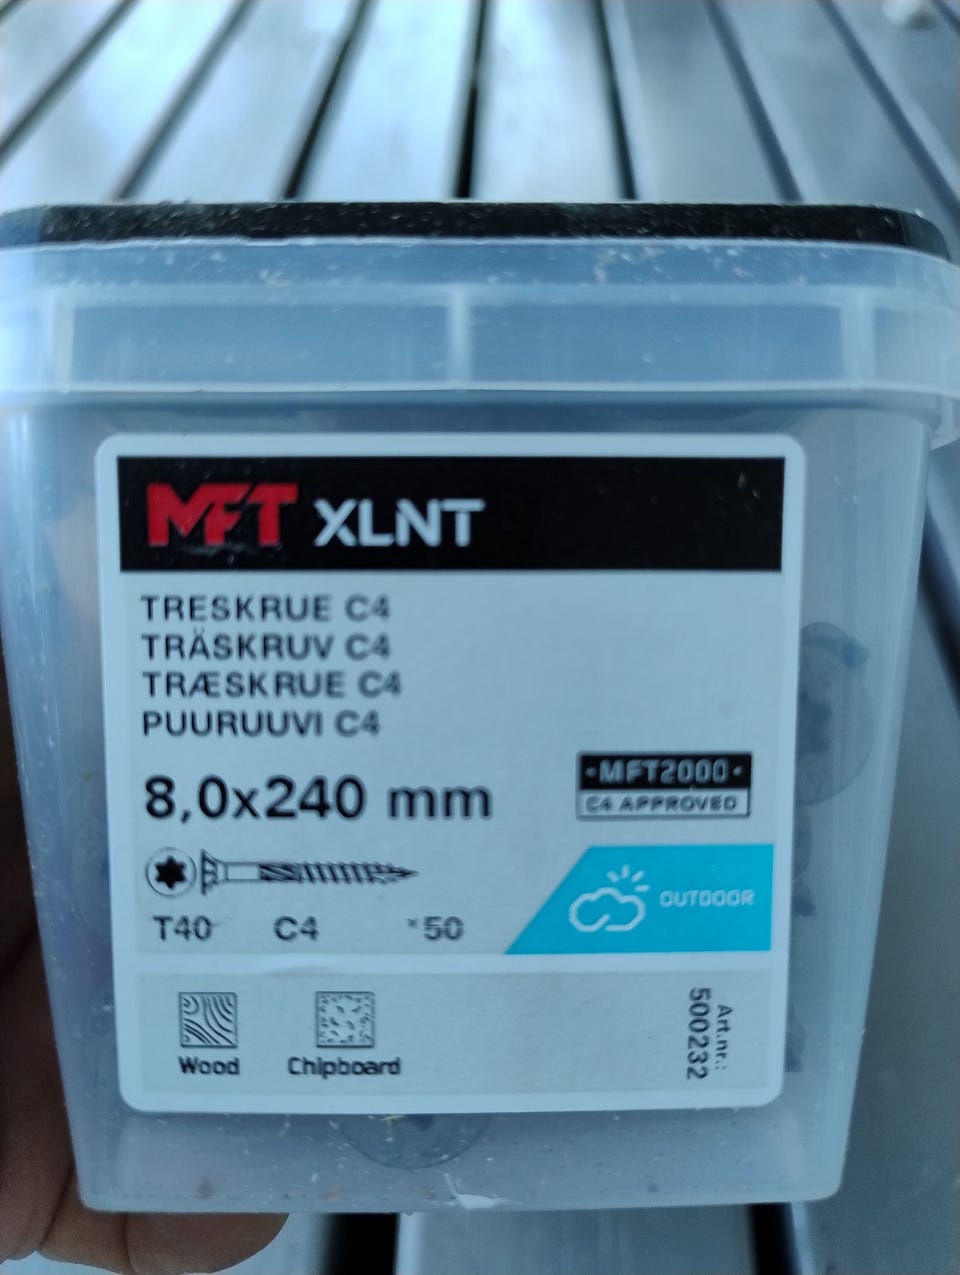 MFT XLNT
TRESKRUE C4
TRÄSKRUV C4
TRÆSKRUE C4
PUURUUVI C4
8,0x240 mm
•MFT2000•
C4 APPROVED
T40 C4 x50
OUTDOOR
Wood Chipboard
Art.nr.:
500232